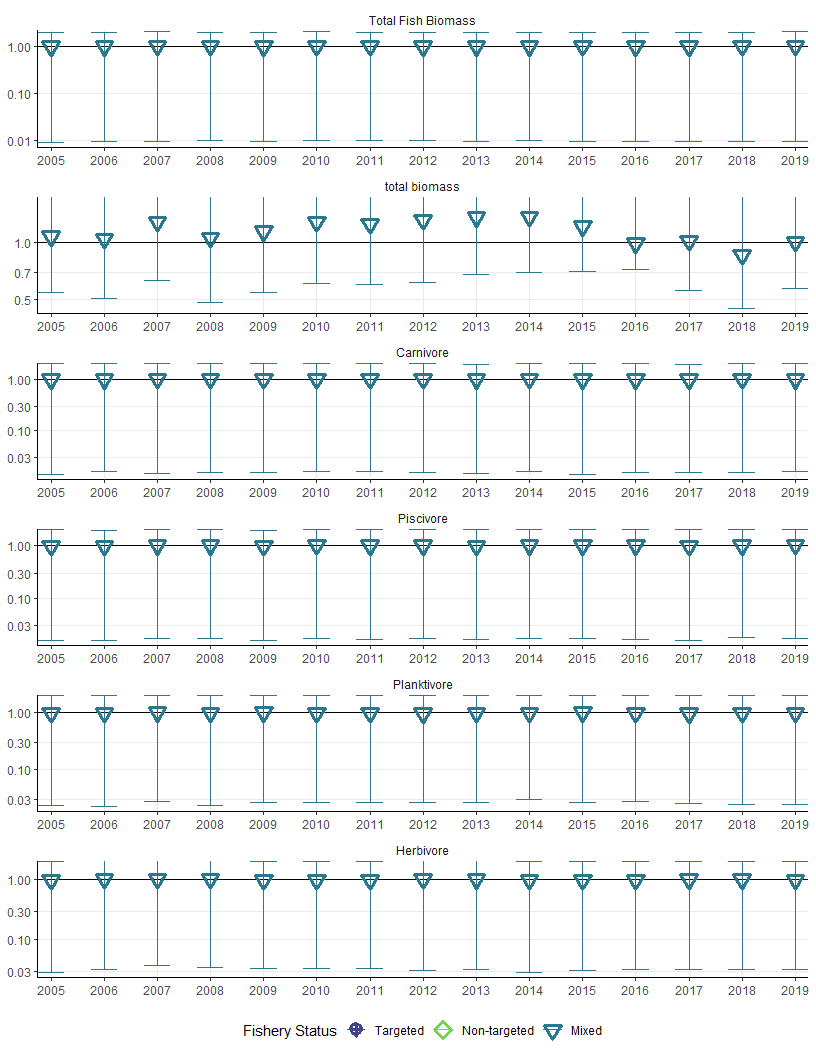 Total Fish Biomass
1.00
0.10
0.01
2005 2006 2007 2008 2009 2010 2011 2012 2013 2014 2015 2016 2017 2018 2019
total biomass
1.0
0.7
0.5
2005 2006 2007 2008 2009 2010 2011 2012 2013 2014 2015 2016 2017 2018 2019
Carnivore
1.00
0.30
0.10
0.03
2005 2006 2007 2008 2009 2010 2011 2012 2013 2014 2015 2016 2017 2018 2019
Piscivore
1.00
0.30
0.10
0.03
2005 2006 2007 2008 2009 2010 2011 2012 2013 2014 2015 2016 2017 2018 2019
Planktivore
1.00
0.30
0.10
0.03
2005 2006 2007 2008 2009 2010 2011 2012 2013 2014 2015 2016 2017 2018 2019
Herbivore
1.00
0.30
0.10
0.03
2005 2006 2007 2008 2009 2010 2011 2012 2013 2014 2015 2016 2017 2018 2019
Fishery Status Targeted Non-targeted Mixed